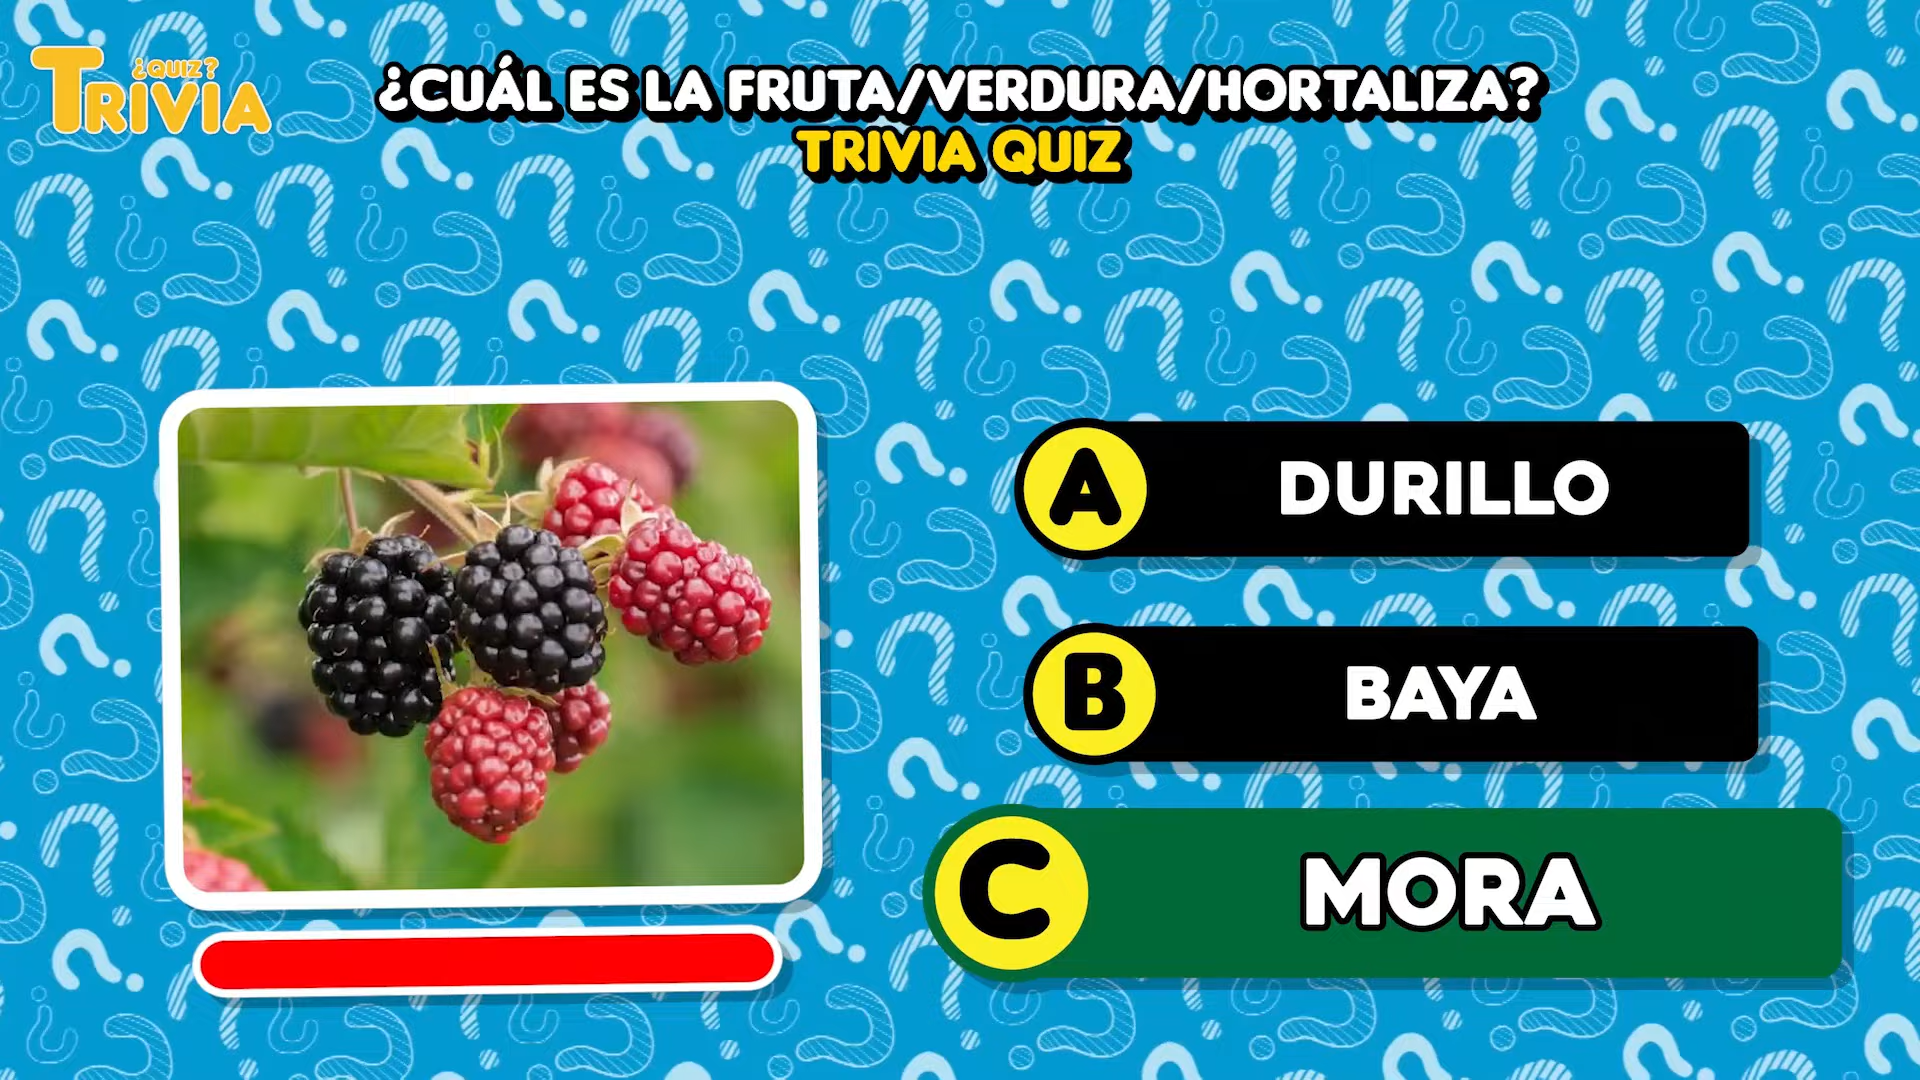 ¿QUIZ?
TRIVIA
¿CUÁL ES LA FRUTA/VERDURA/HORTALIZA?
TRIVIA QUIZ
A DURILLO
B BAYA
C MORA